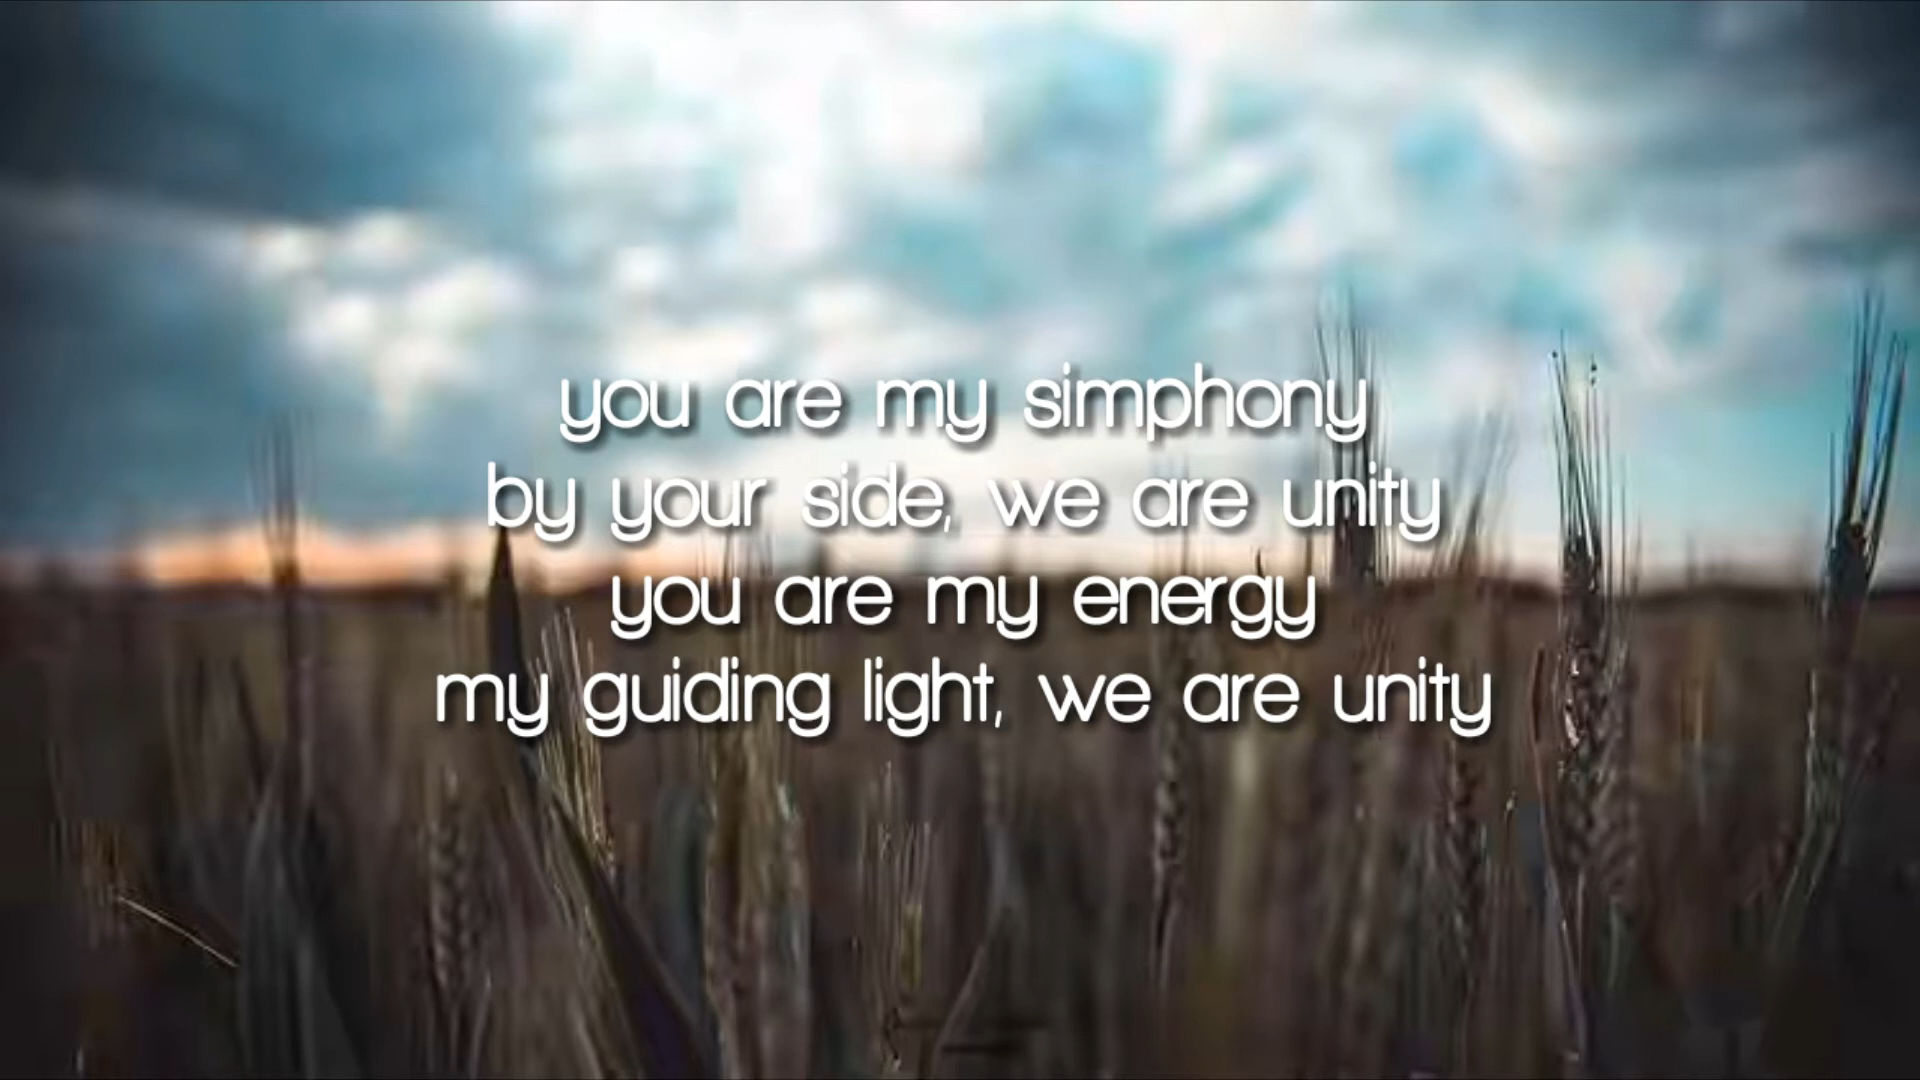 you are my simphony
by your side, we are unity
you are my energy
my guiding light, we are unity